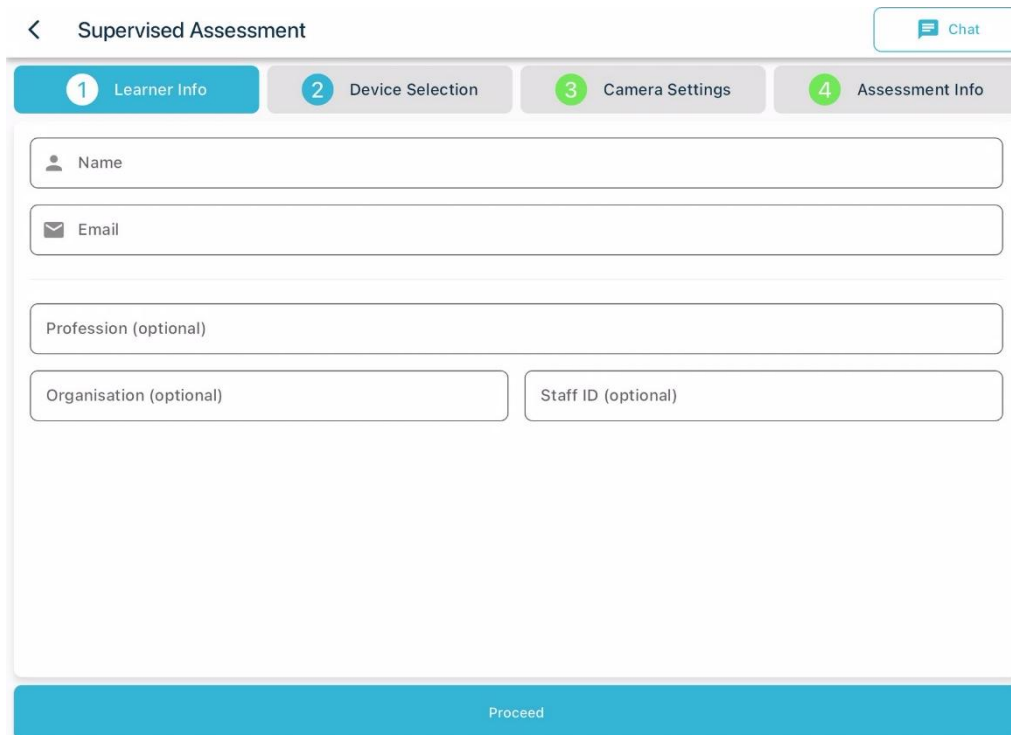 Supervised Assessment
Chat
1 Learner Info
2 Device Selection
3 Camera Settings
4 Assessment Info
Name
Email
Profession (optional)
Organisation (optional)
Staff ID (optional)
Proceed